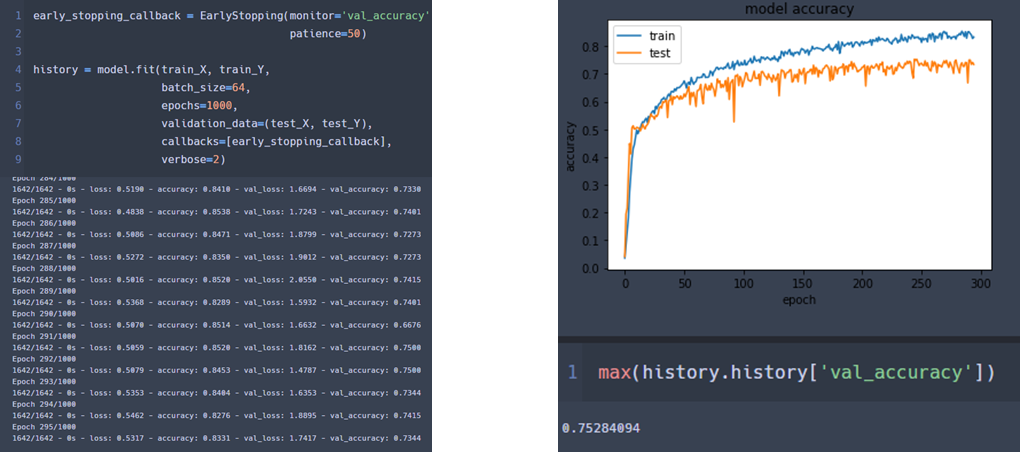 1 early_stopping_callback = EarlyStopping(monitor='val_accuracy'
2 patience=50)
3
4 history = model.fit(train_X, train_Y,
5 batch_size=64,
6 epochs=1000,
7 validation_data=(test_X, test_Y),
8 callbacks=[early_stopping_callback],
9 verbose=2)
Epoch 284/1000
1642/1642 - 0s - loss: 0.5190 - accuracy: 0.8410 - val_loss: 1.6694 - val_accuracy: 0.7330
Epoch 285/1000
1642/1642 - 0s - loss: 0.4838 - accuracy: 0.8538 - val_loss: 1.7243 - val_accuracy: 0.7401
Epoch 286/1000
1642/1642 - 0s - loss: 0.5086 - accuracy: 0.8471 - val_loss: 1.8799 - val_accuracy: 0.7273
Epoch 287/1000
1642/1642 - 0s - loss: 0.5272 - accuracy: 0.8350 - val_loss: 1.9012 - val_accuracy: 0.7273
Epoch 288/1000
1642/1642 - 0s - loss: 0.5016 - accuracy: 0.8520 - val_loss: 2.0550 - val_accuracy: 0.7415
Epoch 289/1000
1642/1642 - 0s - loss: 0.5368 - accuracy: 0.8289 - val_loss: 1.5932 - val_accuracy: 0.7401
Epoch 290/1000
1642/1642 - 0s - loss: 0.5070 - accuracy: 0.8514 - val_loss: 1.6632 - val_accuracy: 0.6676
Epoch 291/1000
1642/1642 - 0s - loss: 0.5059 - accuracy: 0.8520 - val_loss: 1.8162 - val_accuracy: 0.7500
Epoch 292/1000
1642/1642 - 0s - loss: 0.5079 - accuracy: 0.8453 - val_loss: 1.4787 - val_accuracy: 0.7500
Epoch 293/1000
1642/1642 - 0s - loss: 0.5353 - accuracy: 0.8404 - val_loss: 1.6353 - val_accuracy: 0.7344
Epoch 294/1000
1642/1642 - 0s - loss: 0.5462 - accuracy: 0.8276 - val_loss: 1.8895 - val_accuracy: 0.7415
Epoch 295/1000
1642/1642 - 0s - loss: 0.5317 - accuracy: 0.8331 - val_loss: 1.7417 - val_accuracy: 0.7344
model accuracy
train
test
accuracy
0.8
0.7
0.6
0.5
0.4
0.3
0.2
0.1
0.0
0 50 100 150 200 250 300
epoch
1 max(history.history['val_accuracy'])
0.75284094